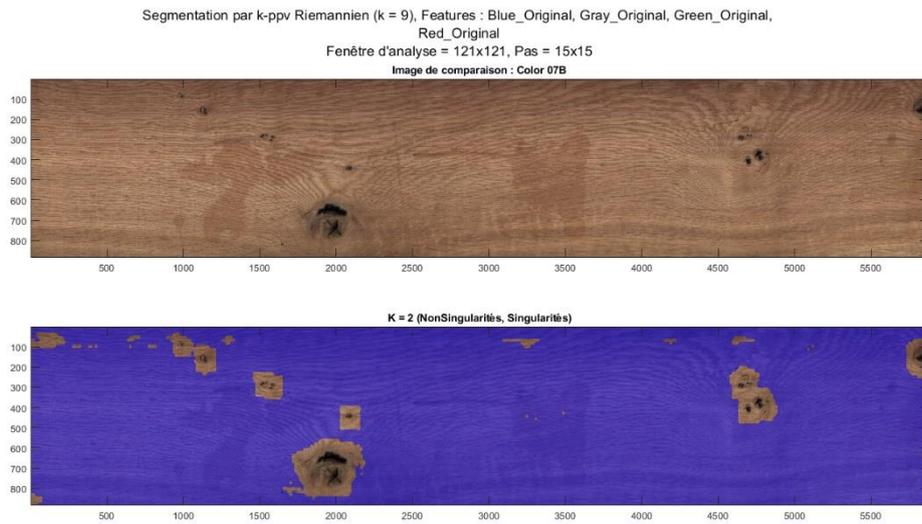 Segmentation par k-ppv Riemannien (k = 9), Features : Blue_Original, Gray_Original, Green_Original,
Red_Original
Fenêtre d'analyse = 121x121, Pas = 15x15
Image de comparaison : Color 07B
100
200
300
400
500
600
700
800
500 1000 1500 2000 2500 3000 3500 4000 4500 5000 5500
K = 2 (NonSingularités, Singularités)
100
200
300
400
500
600
700
800
500 1000 1500 2000 2500 3000 3500 4000 4500 5000 5500